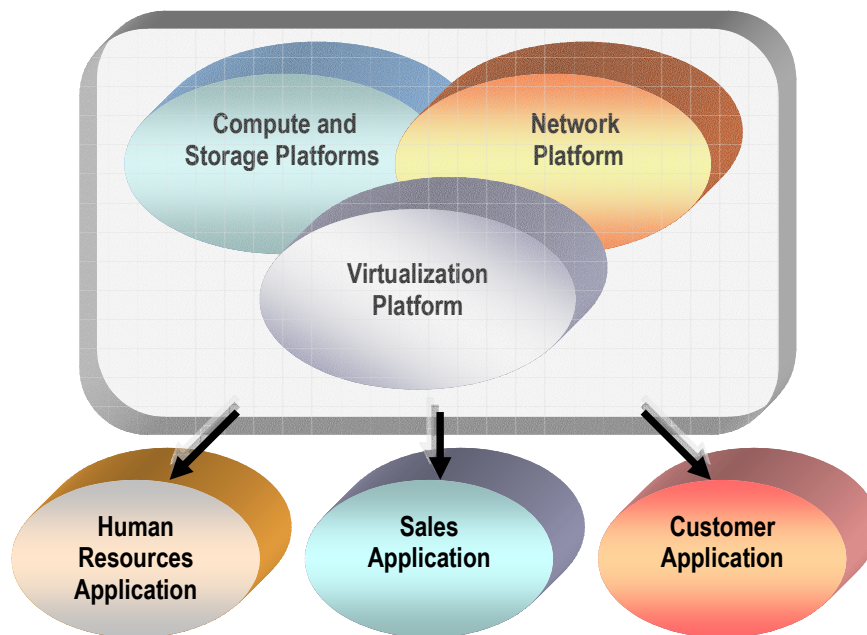 Compute and
Storage Platforms
Network
Platform
Virtualization
Platform
Human
Resources
Application
Sales
Application
Customer
Application